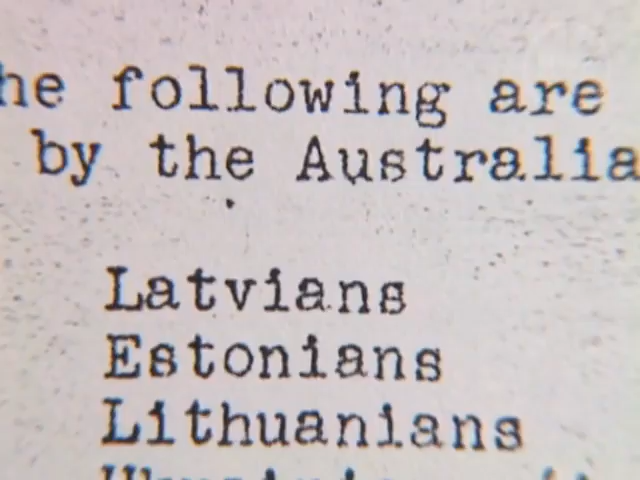 he following are
by the Australia
Latvians
Estonians
Lithuanians